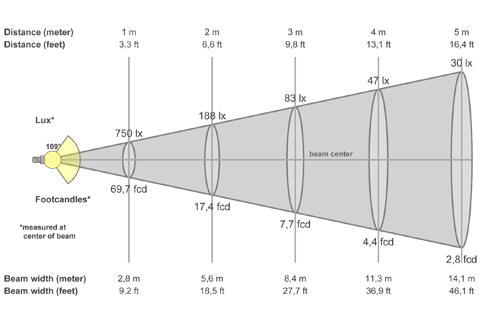 Distance (meter) 1 m 2 m 3 m 4 m 5 m
Distance (feet) 3,3 ft 6,6 ft 9,8 ft 13,1 ft 16,4 ft
30 lx
47 lx
83 lx
188 lx
Lux*
750 lx
109°
beam center
69,7 fcd
Footcandles*
17,4 fcd
7,7 fcd
*measured at
center of beam
4,4 fcd
2,8 fcd
Beam width (meter) 2,8 m 5,6 m 8,4 m 11,3 m 14,1 m
Beam width (feet) 9,2 ft 18,5 ft 27,7 ft 36,9 ft 46,1 ft